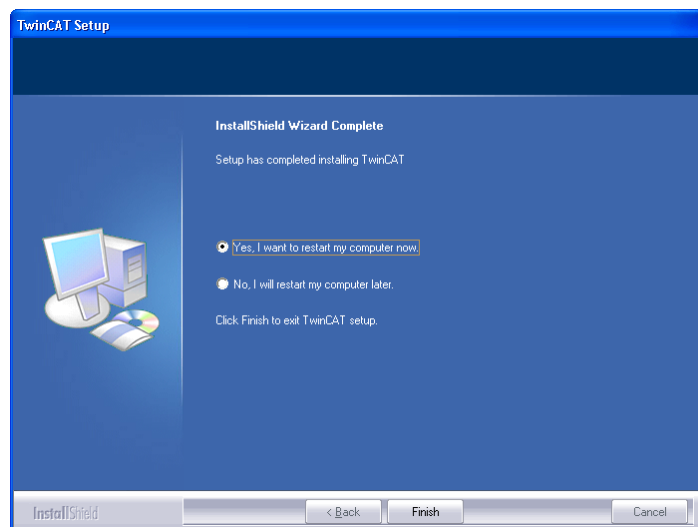 TwinCAT Setup
InstallShield Wizard Complete
Setup has completed installing TwinCAT
Yes, I want to restart my computer now.
No, I will restart my computer later.
Click Finish to exit TwinCAT setup.
InstallShield
< Back Finish Cancel